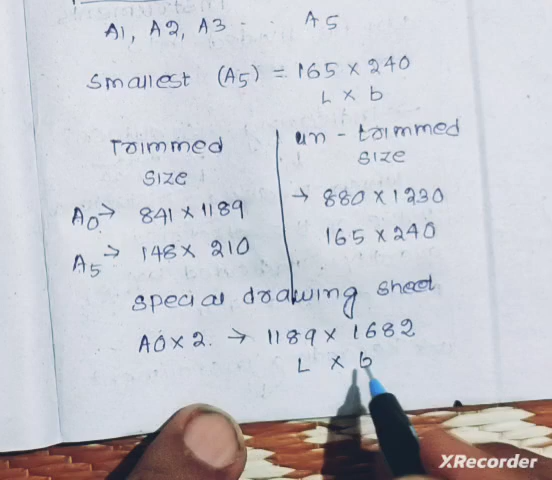 A1, A2, A3 - - A5
Smallest (A5) = 165 × 240
L × b
Trimmed size
un - trimmed size
A0→ 841 × 1189
→ 880 × 1230
A5→ 148 × 210
165 × 240
special drawing sheet
A0 × 2. → 1189 × 1682
L × b
XRecorder